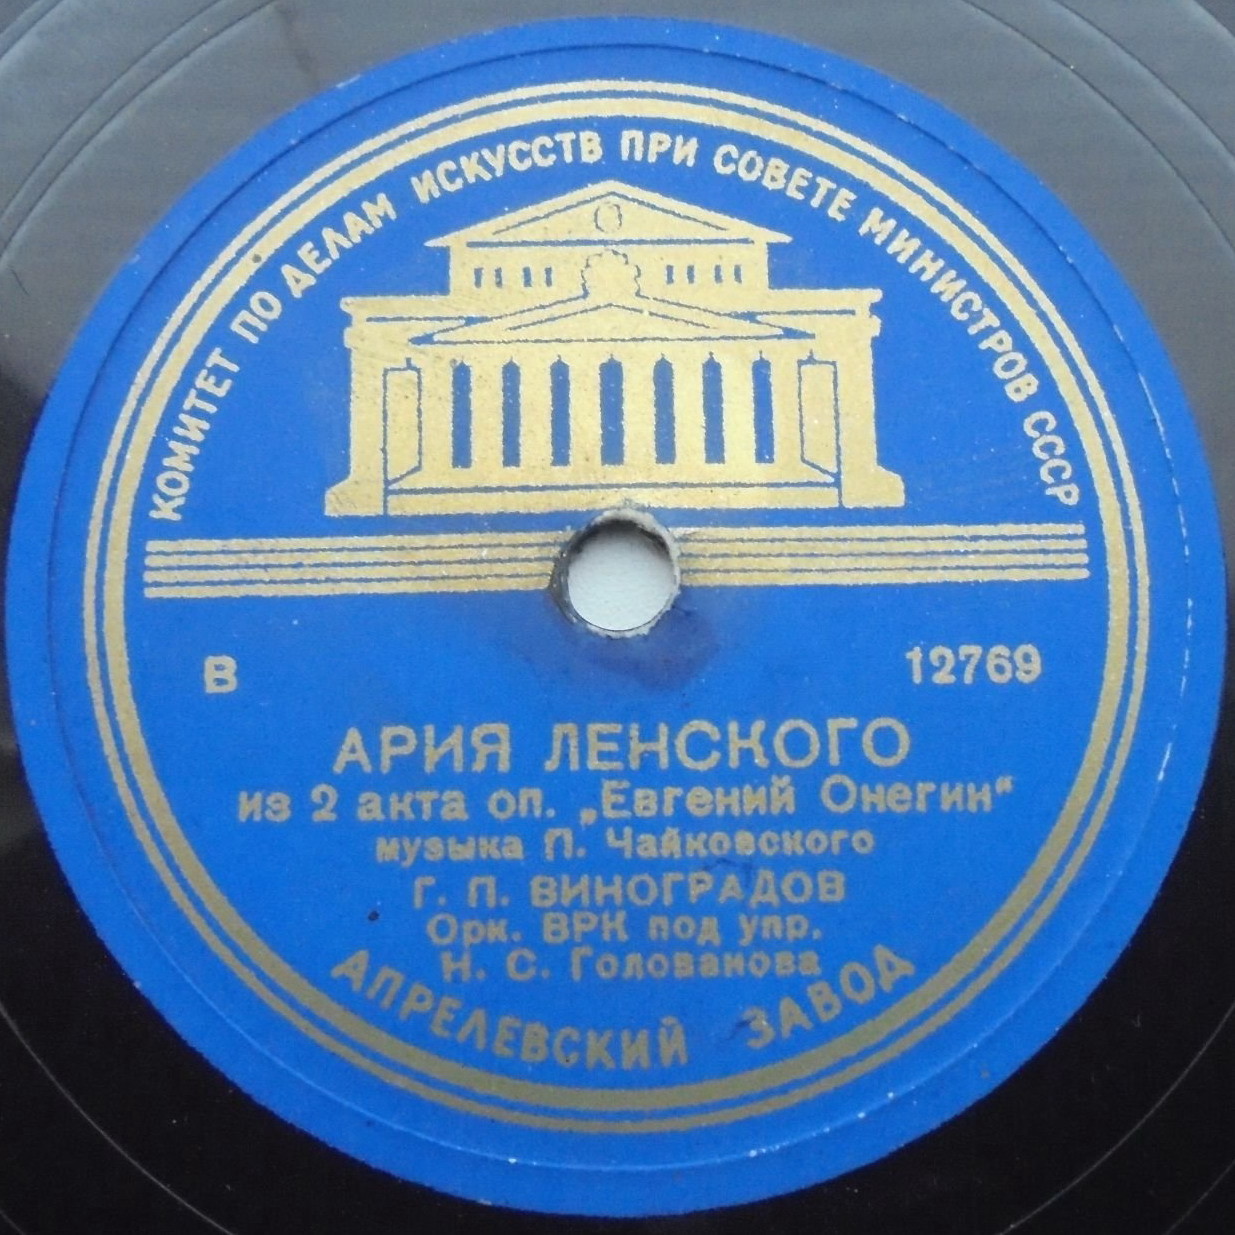 КОМИТЕТ ПО ДЕЛАМ ИСКУССТВ ПРИ СОВЕТЕ МИНИСТРОВ СССР
В 12769
АРИЯ ЛЕНСКОГО
из 2 акта оп. „Евгений Онегин"
музыка П. Чайковского
Г. П. ВИНОГРАДОВ
Орк. ВРК под упр.
Н. С. Голованова
АПРЕЛЕВСКИЙ ЗАВОД